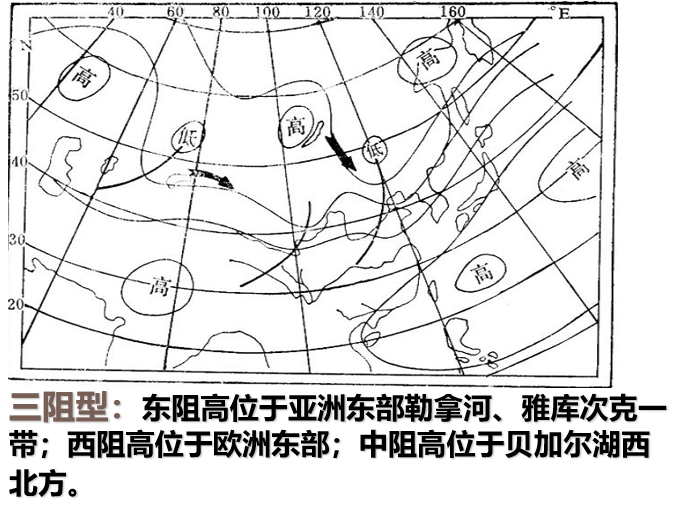 40 60 80 100 120 140 160 °E
N
高
高
50
低
高
低
40
高
30
高
高
20
三阻型：东阻高位于亚洲东部勒拿河、雅库次克一
带；西阻高位于欧洲东部；中阻高位于贝加尔湖西
北方。